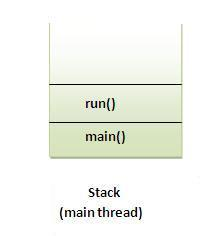 run()
main()
Stack
(main thread)